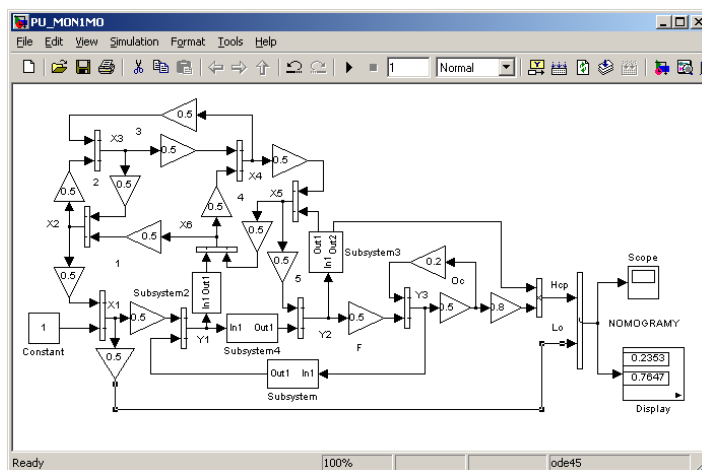 PU_MON1MO
File Edit View Simulation Format Tools Help
1 Normal
0.5
X3 3
0.5 0.5
0.5
X4
2
0.5 0.5 0.5
4 X5
X2 X6
0.5 0.5
Out1 Out2
In1
Subsystem3
0.2
1
0.5 5 0.5
Oc
Scope
Subsystem2
In1 Out1
X1
Y3
Hcp
1
Constant
0.5
In1 Out1
Subsystem4
0.5
0.5
0.8
x
Lo
NOMOGRAMY
Y1 Y2
F
0.5
Out1 In1
Subsystem
0.2353
0.7647
Display
Ready 100% ode45